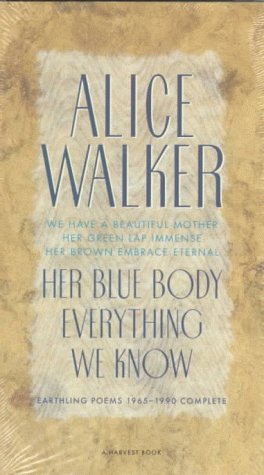 ALICE
WALKER
WE HAVE A BEAUTIFUL MOTHER
HER GREEN LAP IMMENSE
HER BROWN EMBRACE ETERNAL
HER BLUE BODY
EVERYTHING
WE KNOW
EARTHLING POEMS 1965–1990 COMPLETE
A HARVEST BOOK